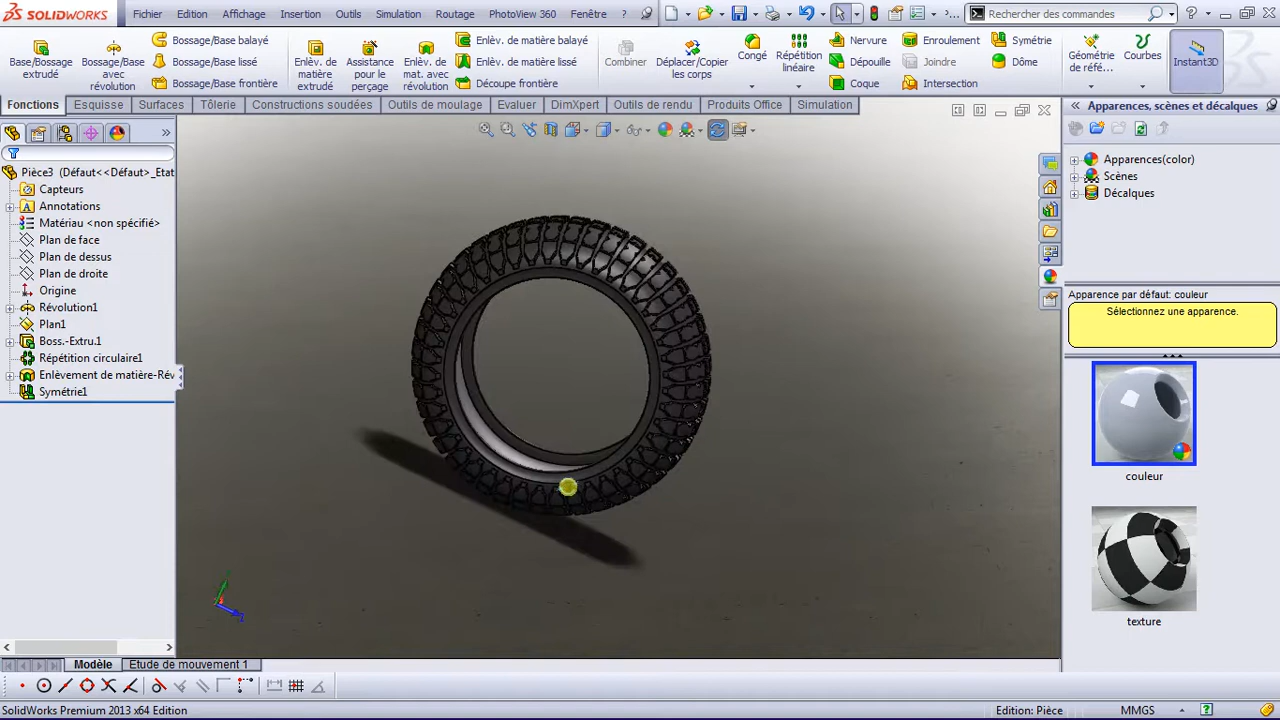 SOLIDWORKS
Fichier Edition Affichage Insertion Outils Simulation Routage PhotoView 360 Fenêtre ?
Rechercher des commandes
Base/Bossage extrudé
Bossage/Base avec révolution
Bossage/Base balayé
Bossage/Base lissé
Bossage/Base frontière
Enlèv. de matière extrudé
Assistance pour le perçage
Enlèv. de mat. avec révolution
Enlèv. de matière balayé
Enlèv. de matière lissé
Découpe frontière
Combiner
Déplacer/Copier les corps
Congé
Répétition linéaire
Nervure
Dépouille
Coque
Enroulement
Joindre
Intersection
Symétrie
Dôme
Géométrie de réfé...
Courbes
Instant3D
Fonctions Esquisse Surfaces Tôlerie Constructions soudées Outils de moulage Evaluer DimXpert Outils de rendu Produits Office Simulation
Pièce3 (Défaut<<Défaut>_Etat
Capteurs
Annotations
Matériau <non spécifié>
Plan de face
Plan de dessus
Plan de droite
Origine
Révolution1
Plan1
Boss.-Extru.1
Répétition circulaire1
Enlèvement de matière-Rév
Symétrie1
Apparences, scènes et décalques
Apparences(color)
Scènes
Décalques
Apparence par défaut: couleur
Sélectionnez une apparence.
couleur
texture
Modèle Etude de mouvement 1
SolidWorks Premium 2013 x64 Edition
Edition: Pièce
MMGS